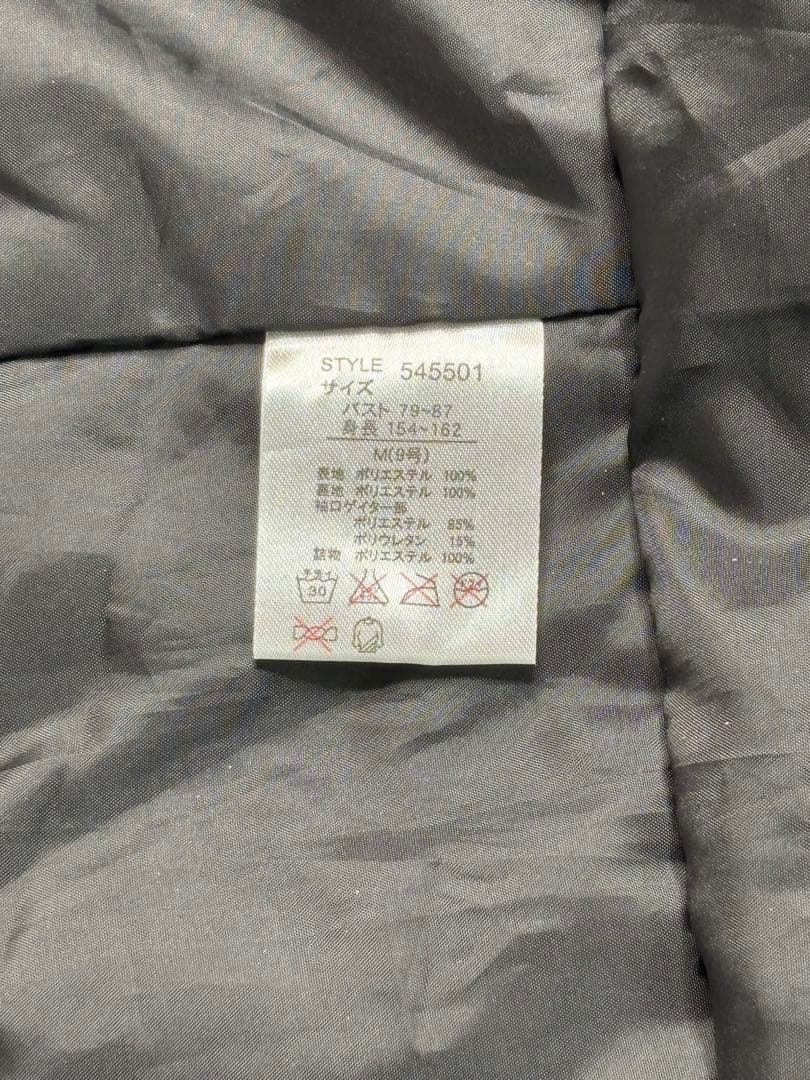 STYLE 545501
サイズ
バスト 79~87
身長 154~162
M(9号)
表地 ポリエステル 100%
裏地 ポリエステル 100%
袖口ゲイター部
ポリエステル 85%
ポリウレタン 15%
詰物 ポリエステル 100%
30